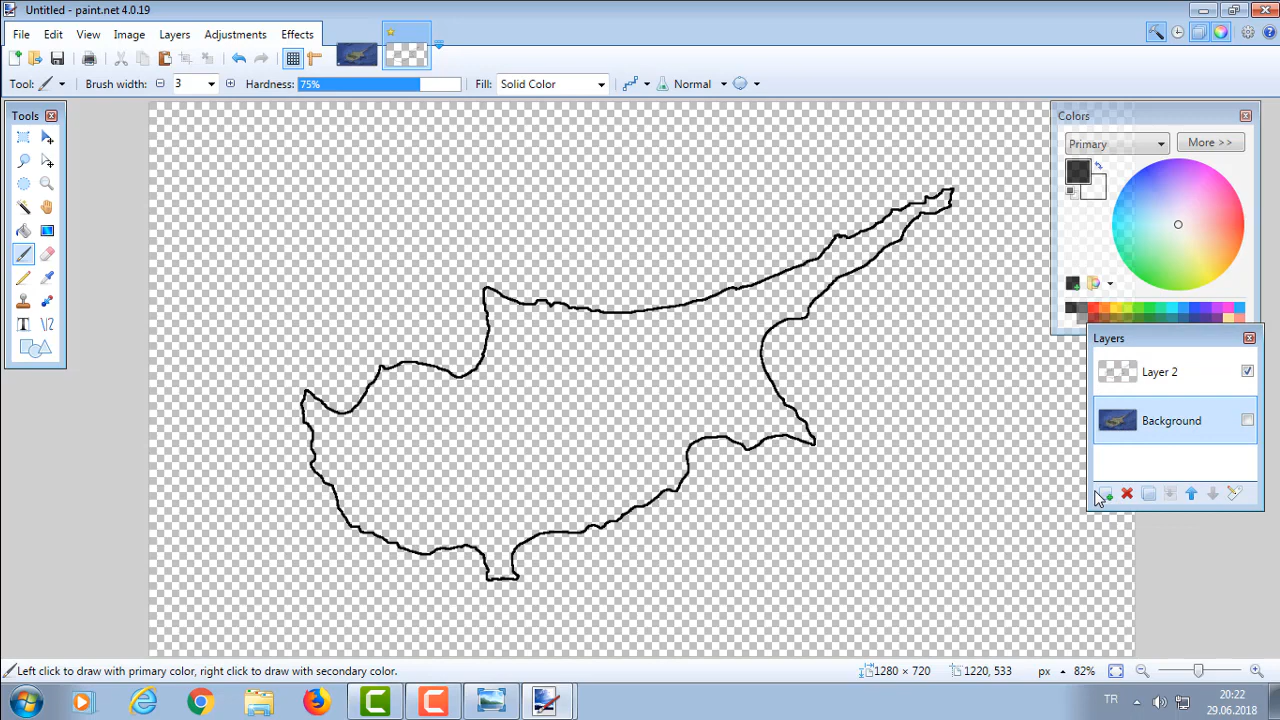 Untitled - paint.net 4.0.19
File Edit View Image Layers Adjustments Effects
Tool: Brush width: 3 Hardness: 75% Fill: Solid Color Normal
Tools
Colors
Primary More >>
Layers
Layer 2
Background
Left click to draw with primary color, right click to draw with secondary color. 1280 × 720 1220, 533 px 82%
TR 20:22
29.06.2018